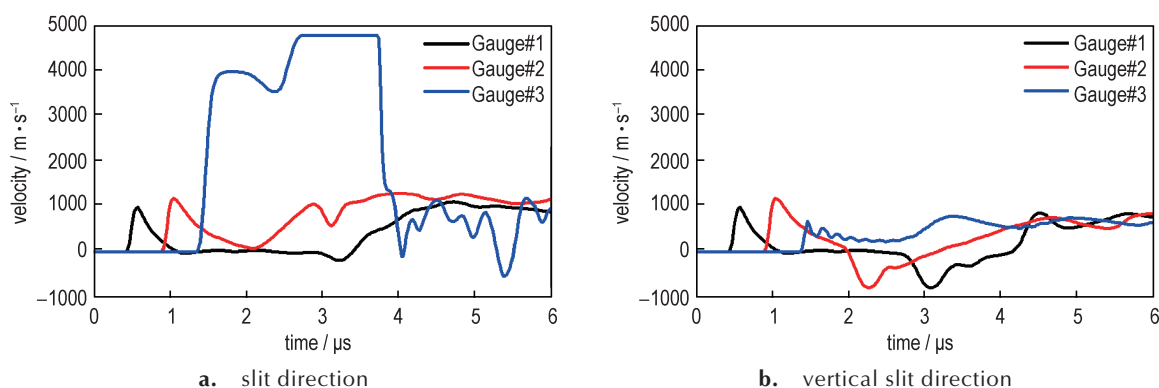 5000
4000
3000
2000
1000
0
−1000
velocity / m • s⁻¹
Gauge#1
Gauge#2
Gauge#3
0 1 2 3 4 5 6
time / μs
a. slit direction
5000
4000
3000
2000
1000
0
−1000
velocity / m • s⁻¹
Gauge#1
Gauge#2
Gauge#3
0 1 2 3 4 5 6
time / μs
b. vertical slit direction